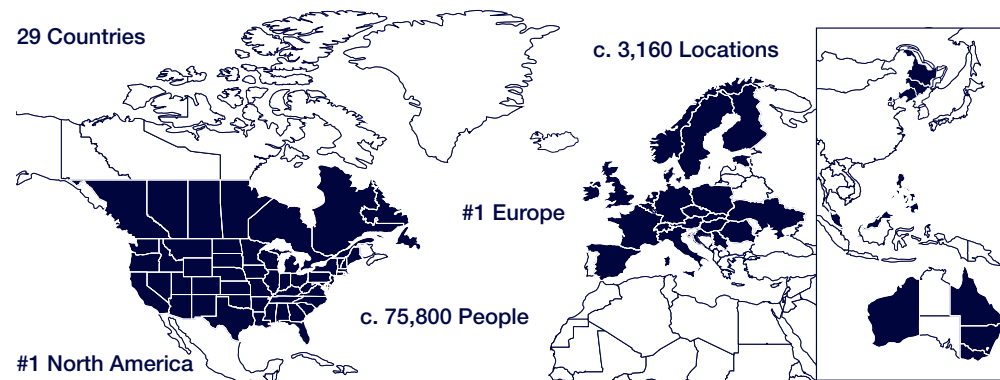 29 Countries
c. 3,160 Locations
#1 Europe
c. 75,800 People
#1 North America